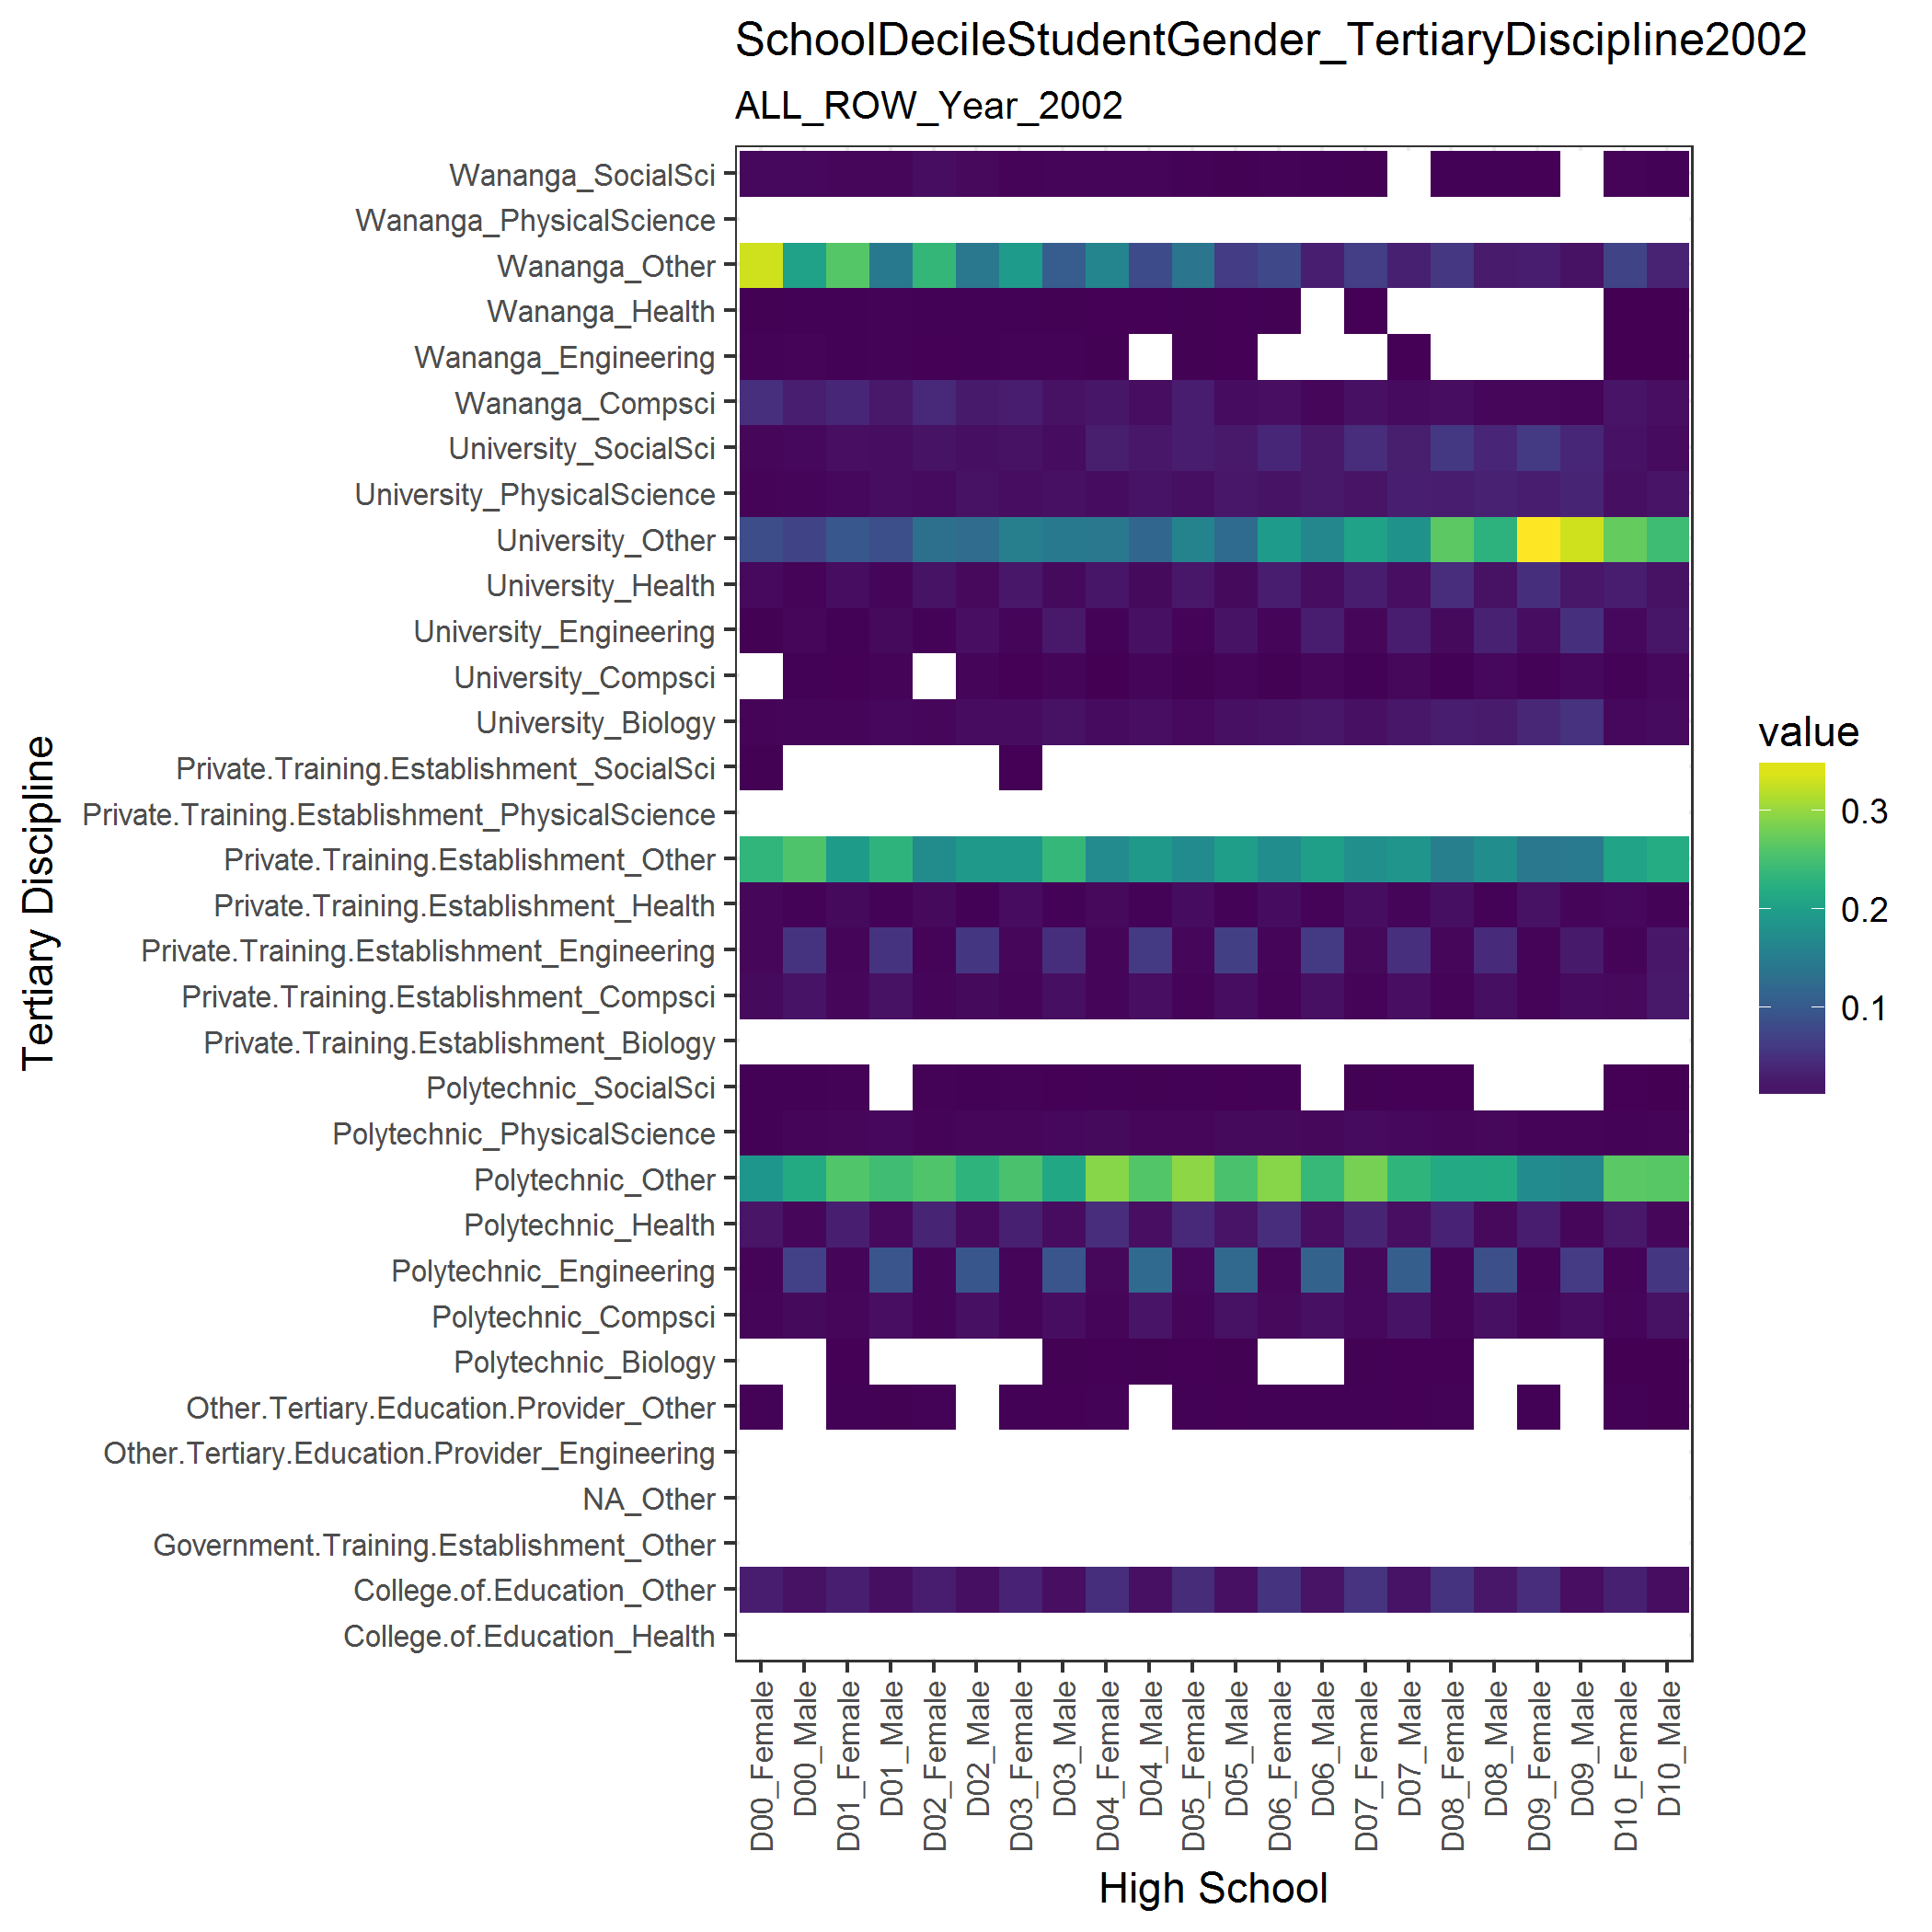 SchoolDecileStudentGender_TertiaryDiscipline2002
ALL_ROW_Year_2002
Tertiary Discipline
Wananga_SocialSci
Wananga_PhysicalScience
Wananga_Other
Wananga_Health
Wananga_Engineering
Wananga_Compsci
University_SocialSci
University_PhysicalScience
University_Other
University_Health
University_Engineering
University_Compsci
University_Biology
Private.Training.Establishment_SocialSci
Private.Training.Establishment_PhysicalScience
Private.Training.Establishment_Other
Private.Training.Establishment_Health
Private.Training.Establishment_Engineering
Private.Training.Establishment_Compsci
Private.Training.Establishment_Biology
Polytechnic_SocialSci
Polytechnic_PhysicalScience
Polytechnic_Other
Polytechnic_Health
Polytechnic_Engineering
Polytechnic_Compsci
Polytechnic_Biology
Other.Tertiary.Education.Provider_Other
Other.Tertiary.Education.Provider_Engineering
NA_Other
Government.Training.Establishment_Other
College.of.Education_Other
College.of.Education_Health
D00_Female
D00_Male
D01_Female
D01_Male
D02_Female
D02_Male
D03_Female
D03_Male
D04_Female
D04_Male
D05_Female
D05_Male
D06_Female
D06_Male
D07_Female
D07_Male
D08_Female
D08_Male
D09_Female
D09_Male
D10_Female
D10_Male
High School
value
0.3
0.2
0.1